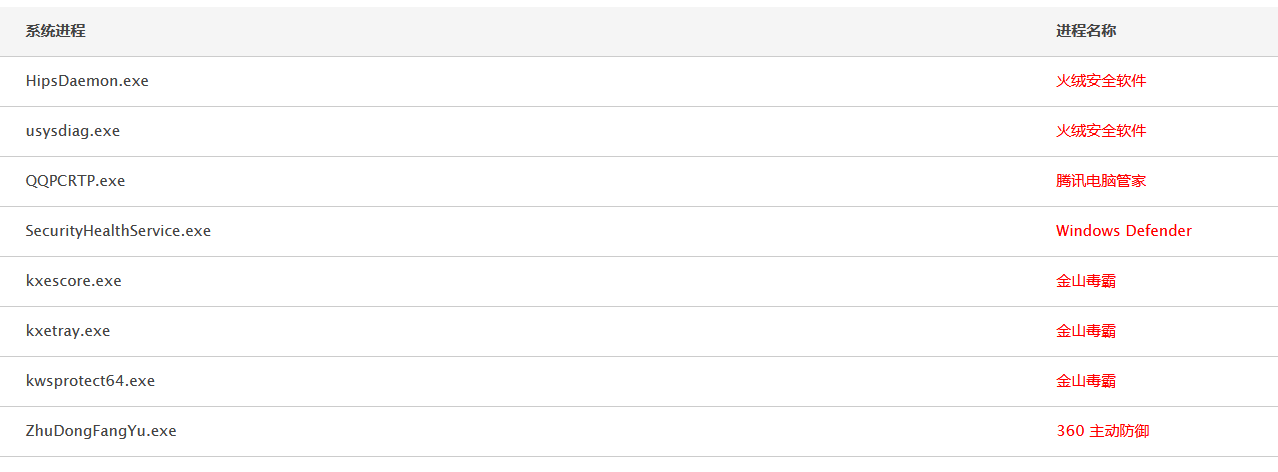 系统进程 进程名称
HipsDaemon.exe 火绒安全软件
usysdiag.exe 火绒安全软件
QQPCRTP.exe 腾讯电脑管家
SecurityHealthService.exe Windows Defender
kxescore.exe 金山毒霸
kxetray.exe 金山毒霸
kwsprotect64.exe 金山毒霸
ZhuDongFangYu.exe 360 主动防御